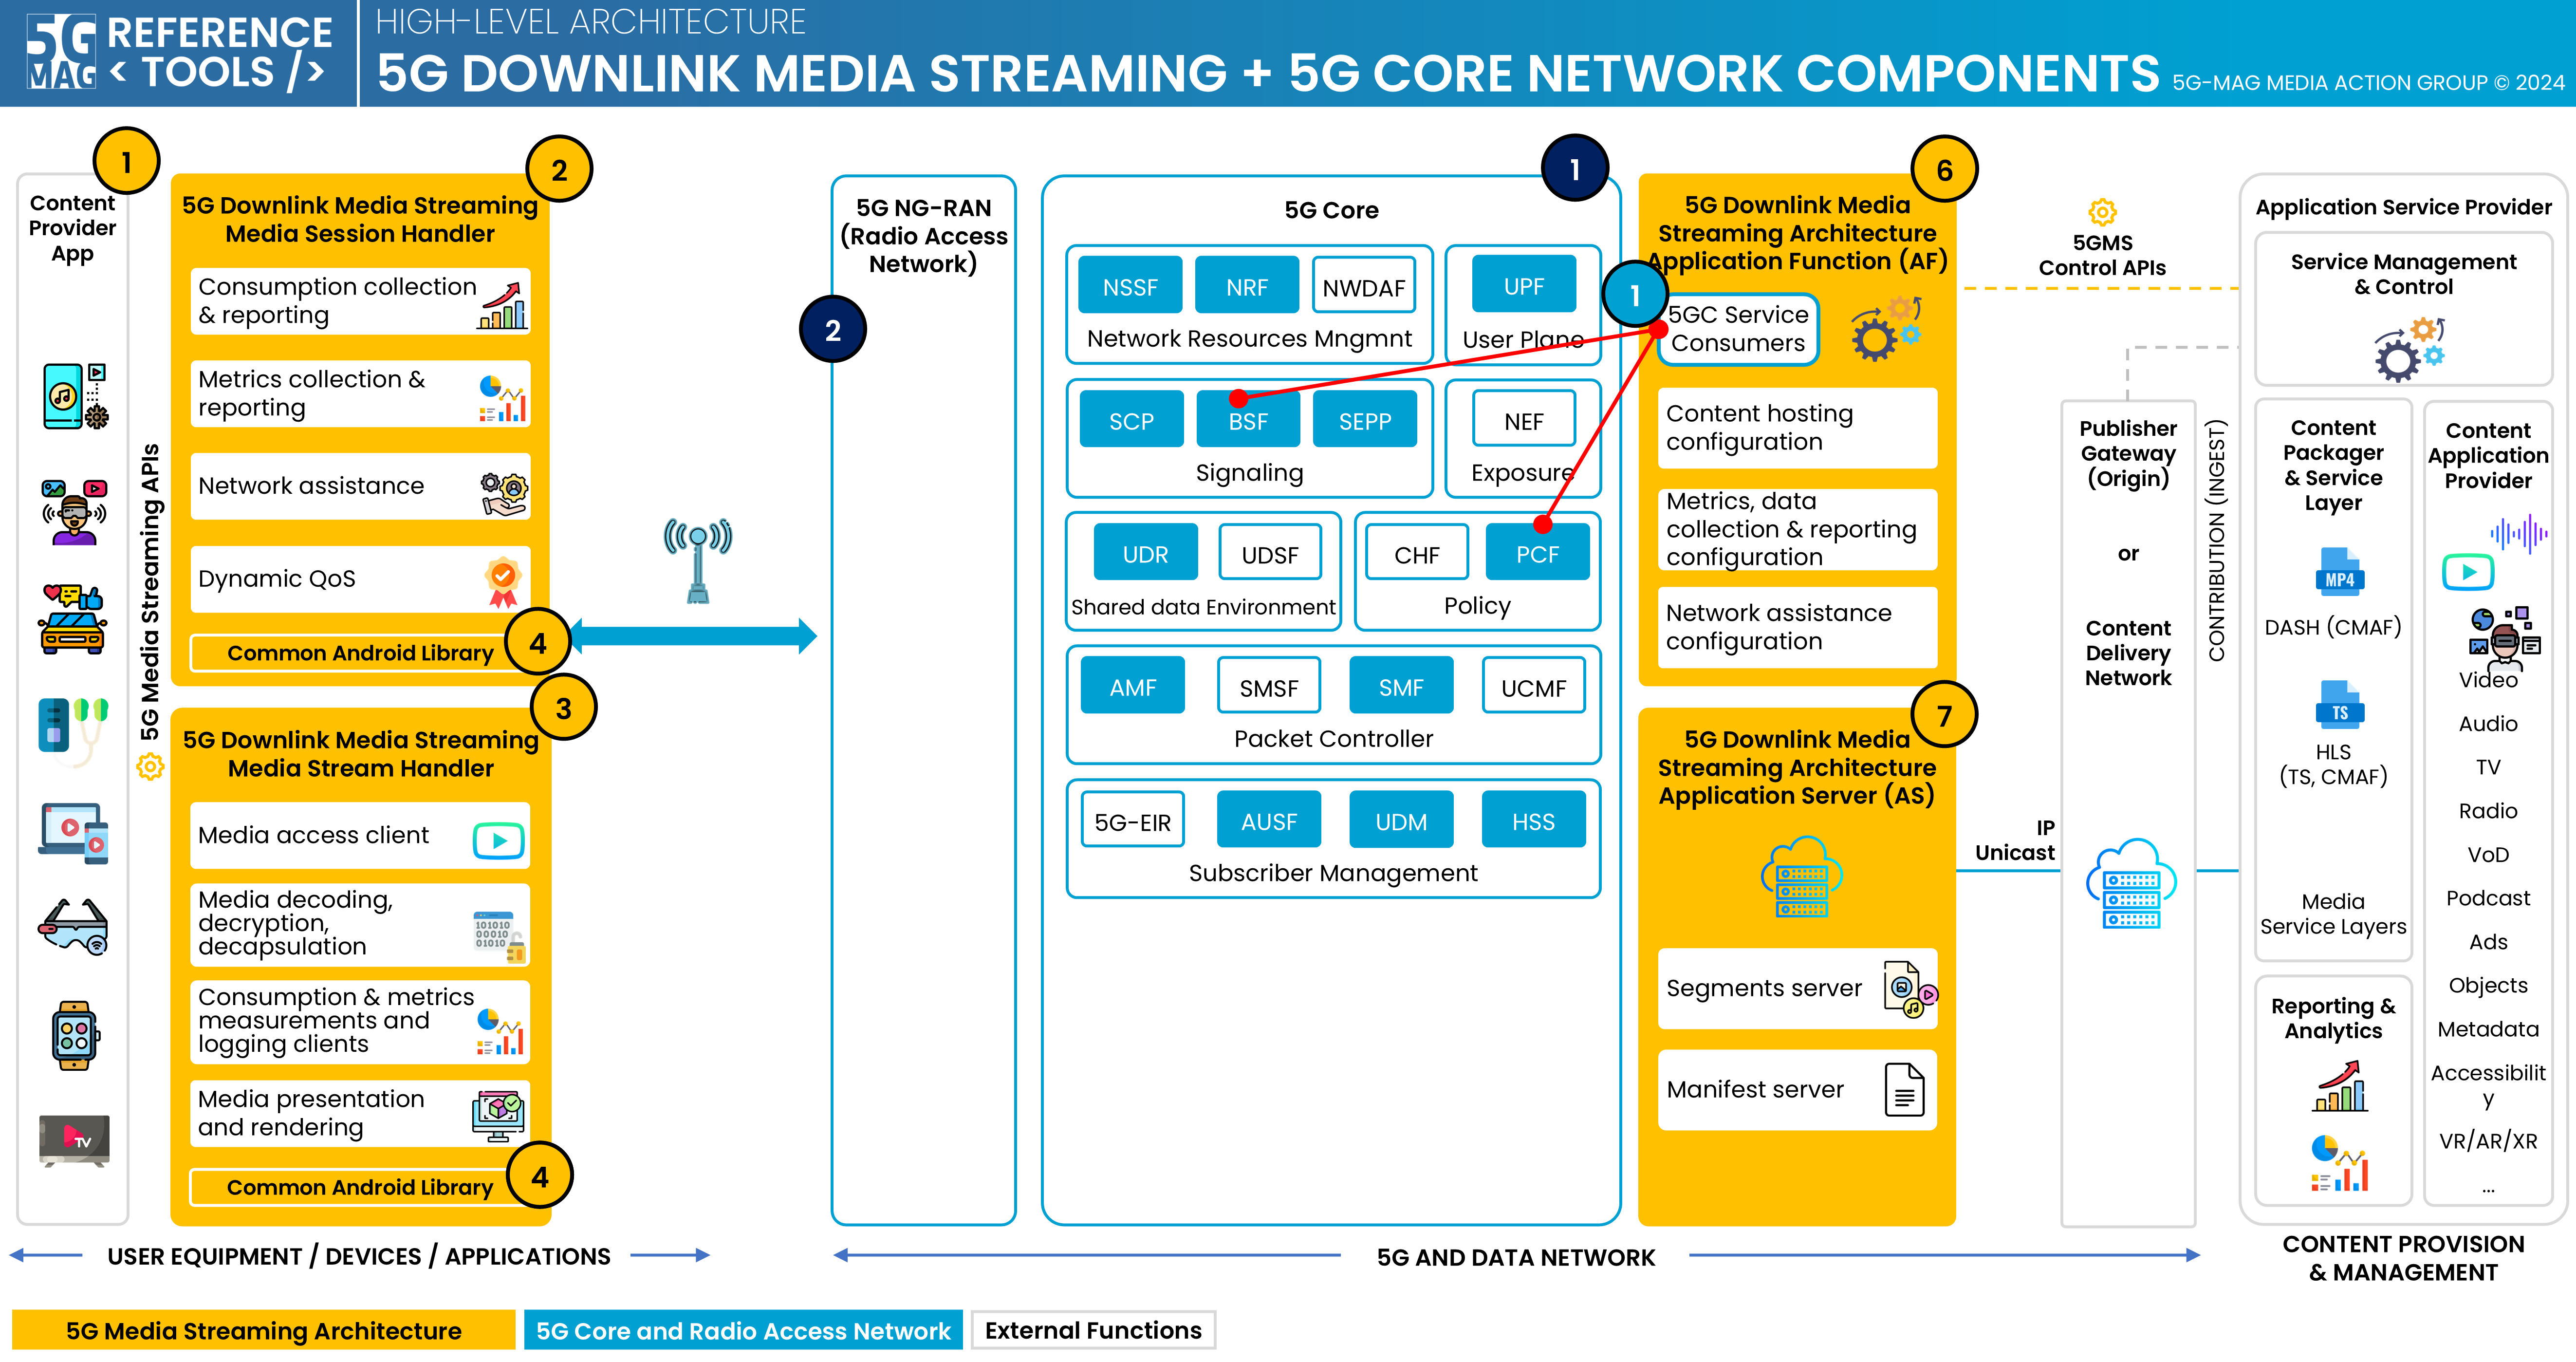 5G
MAG
REFERENCE
< TOOLS />
HIGH-LEVEL ARCHITECTURE
5G DOWNLINK MEDIA STREAMING + 5G CORE NETWORK COMPONENTS
5G-MAG MEDIA ACTION GROUP © 2024
1
Content
Provider
App
TV
5G Media Streaming APIs
2
5G Downlink Media Streaming
Media Session Handler
Consumption collection
& reporting
Metrics collection &
reporting
Network assistance
Dynamic QoS
Common Android Library
4
3
5G Downlink Media Streaming
Media Stream Handler
Media access client
Media decoding,
decryption,
decapsulation
101010
00010
01010
Consumption & metrics
measurements and
logging clients
Media presentation
and rendering
Common Android Library
4
5G NG-RAN
(Radio Access
Network)
2
1
5G Core
NSSF
NRF
NWDAF
Network Resources Mngmnt
UPF
User Plane
SCP
BSF
SEPP
Signaling
NEF
Exposure
UDR
UDSF
Shared data Environment
CHF
PCF
Policy
AMF
SMSF
SMF
UCMF
Packet Controller
5G-EIR
AUSF
UDM
HSS
Subscriber Management
6
5G Downlink Media
Streaming Architecture
Application Function (AF)
1
5GC Service
Consumers
Content hosting
configuration
Metrics, data
collection & reporting
configuration
Network assistance
configuration
7
5G Downlink Media
Streaming Architecture
Application Server (AS)
Segments server
Manifest server
5GMS
Control APIs
IP
Unicast
Publisher
Gateway
(Origin)
or
Content
Delivery
Network
CONTRIBUTION (INGEST)
Application Service Provider
Service Management
& Control
Content
Packager
& Service
Layer
MP4
DASH (CMAF)
TS
HLS
(TS, CMAF)
Media
Service Layers
Reporting &
Analytics
Content
Application
Provider
Video
Audio
TV
Radio
VoD
Podcast
Ads
Objects
Metadata
Accessibilit
y
VR/AR/XR
...
USER EQUIPMENT / DEVICES / APPLICATIONS
5G AND DATA NETWORK
CONTENT PROVISION
& MANAGEMENT
5G Media Streaming Architecture
5G Core and Radio Access Network
External Functions